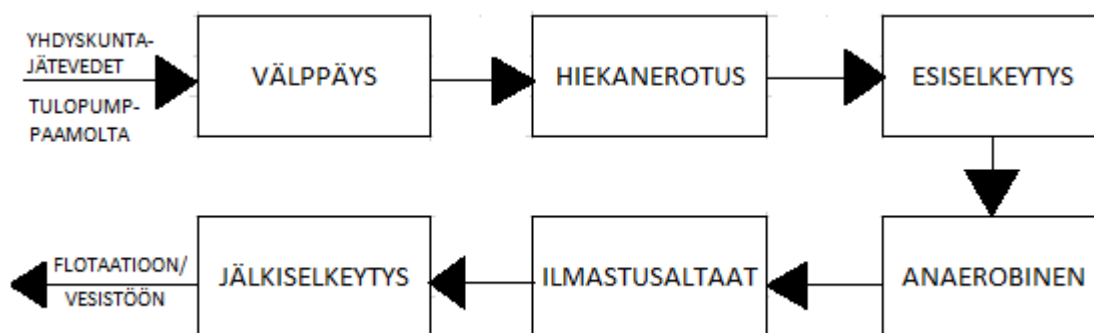 YHDYSKUNTA-
JÄTEVEDET
TULOPUMP-
PAAMOLTA
VÄLPPÄYS
HIEKANEROTUS
ESISELKEYTYS
FLOTAATIOON/
VESISTÖÖN
JÄLKISELKEYTYS
ILMASTUSALTAAT
ANAEROBINEN